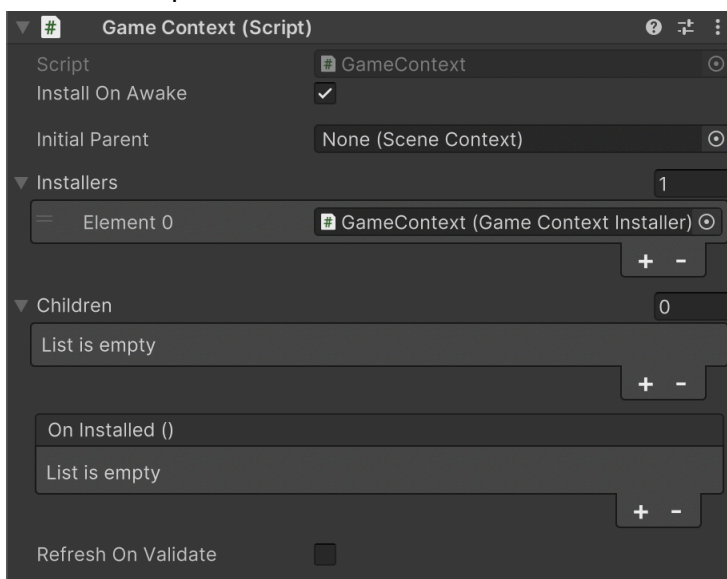 Game Context (Script)
Script GameContext
Install On Awake
Initial Parent None (Scene Context)
Installers 1
Element 0 GameContext (Game Context Installer)
+ -
Children 0
List is empty
+ -
On Installed ()
List is empty
+ -
Refresh On Validate